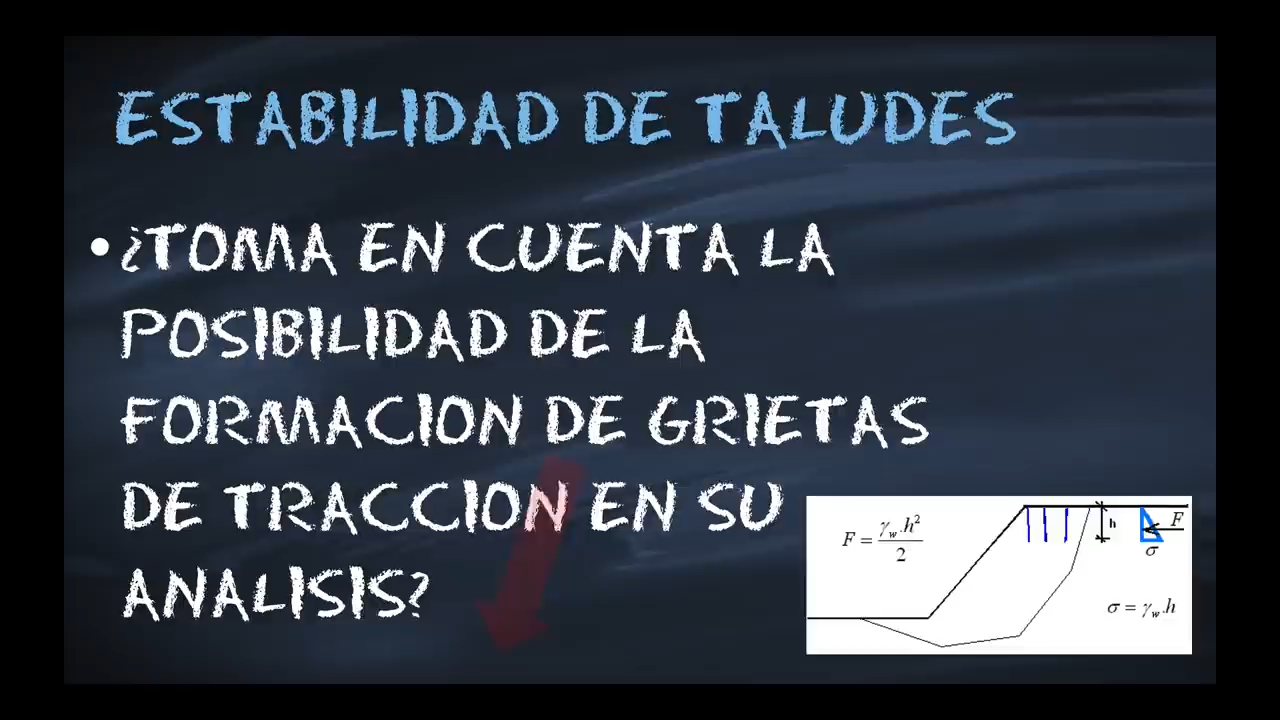 ESTABILIDAD DE TALUDES
•¿TOMA EN CUENTA LA
POSIBILIDAD DE LA
FORMACION DE GRIETAS
DE TRACCION EN SU
ANALISIS?
F = γw.h²/2
h
F
σ
σ = γw.h